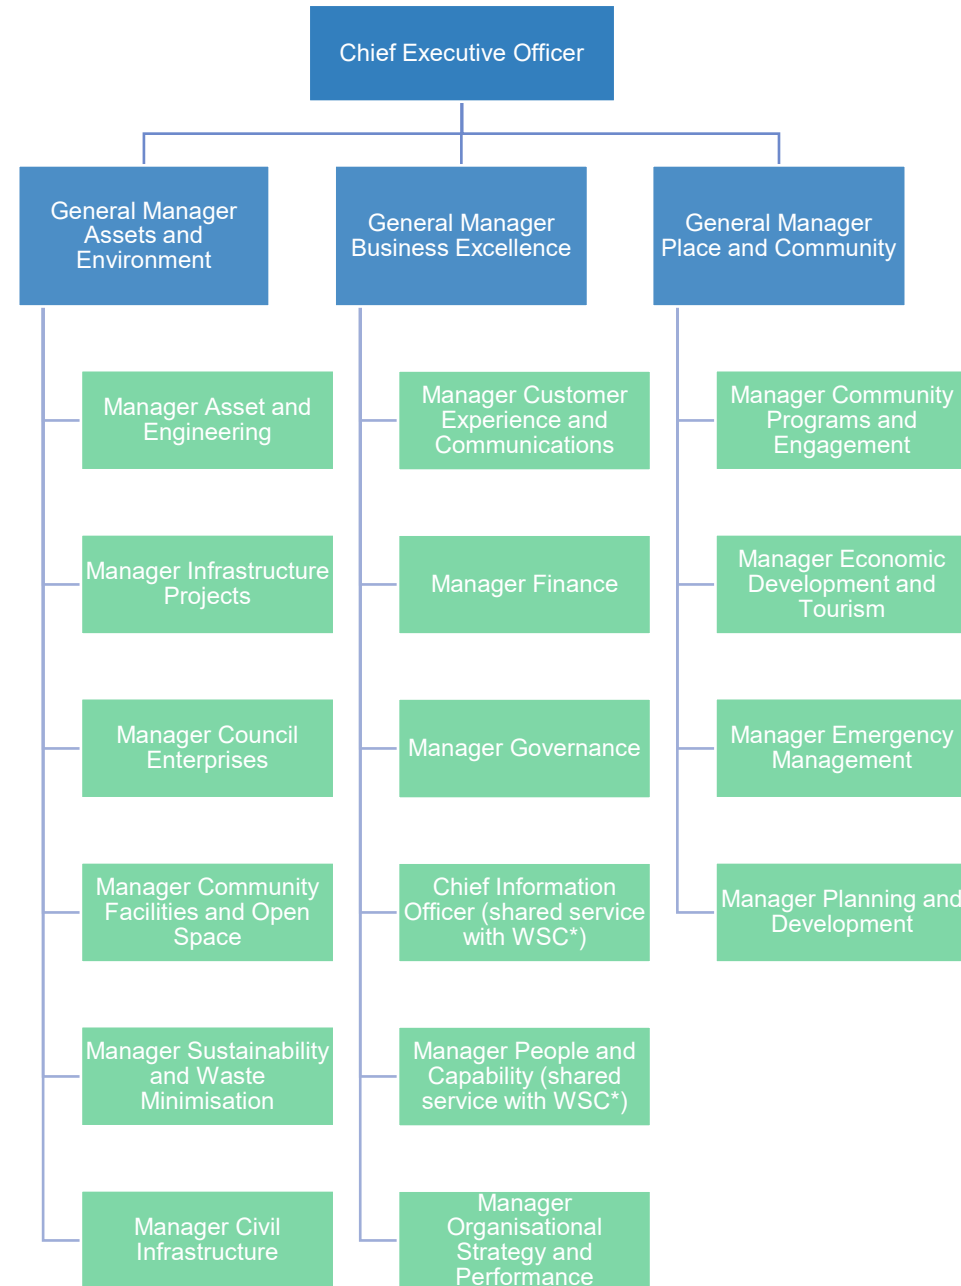 Chief Executive Officer
General Manager
Assets and
Environment
General Manager
Business Excellence
General Manager
Place and Community
Manager Asset and
Engineering
Manager Infrastructure
Projects
Manager Council
Enterprises
Manager Community
Facilities and Open
Space
Manager Sustainability
and Waste
Minimisation
Manager Civil
Infrastructure
Manager Customer
Experience and
Communications
Manager Finance
Manager Governance
Chief Information
Officer (shared service
with WSC*)
Manager People and
Capability (shared
service with WSC*)
Manager
Organisational
Strategy and
Performance
Manager Community
Programs and
Engagement
Manager Economic
Development and
Tourism
Manager Emergency
Management
Manager Planning and
Development